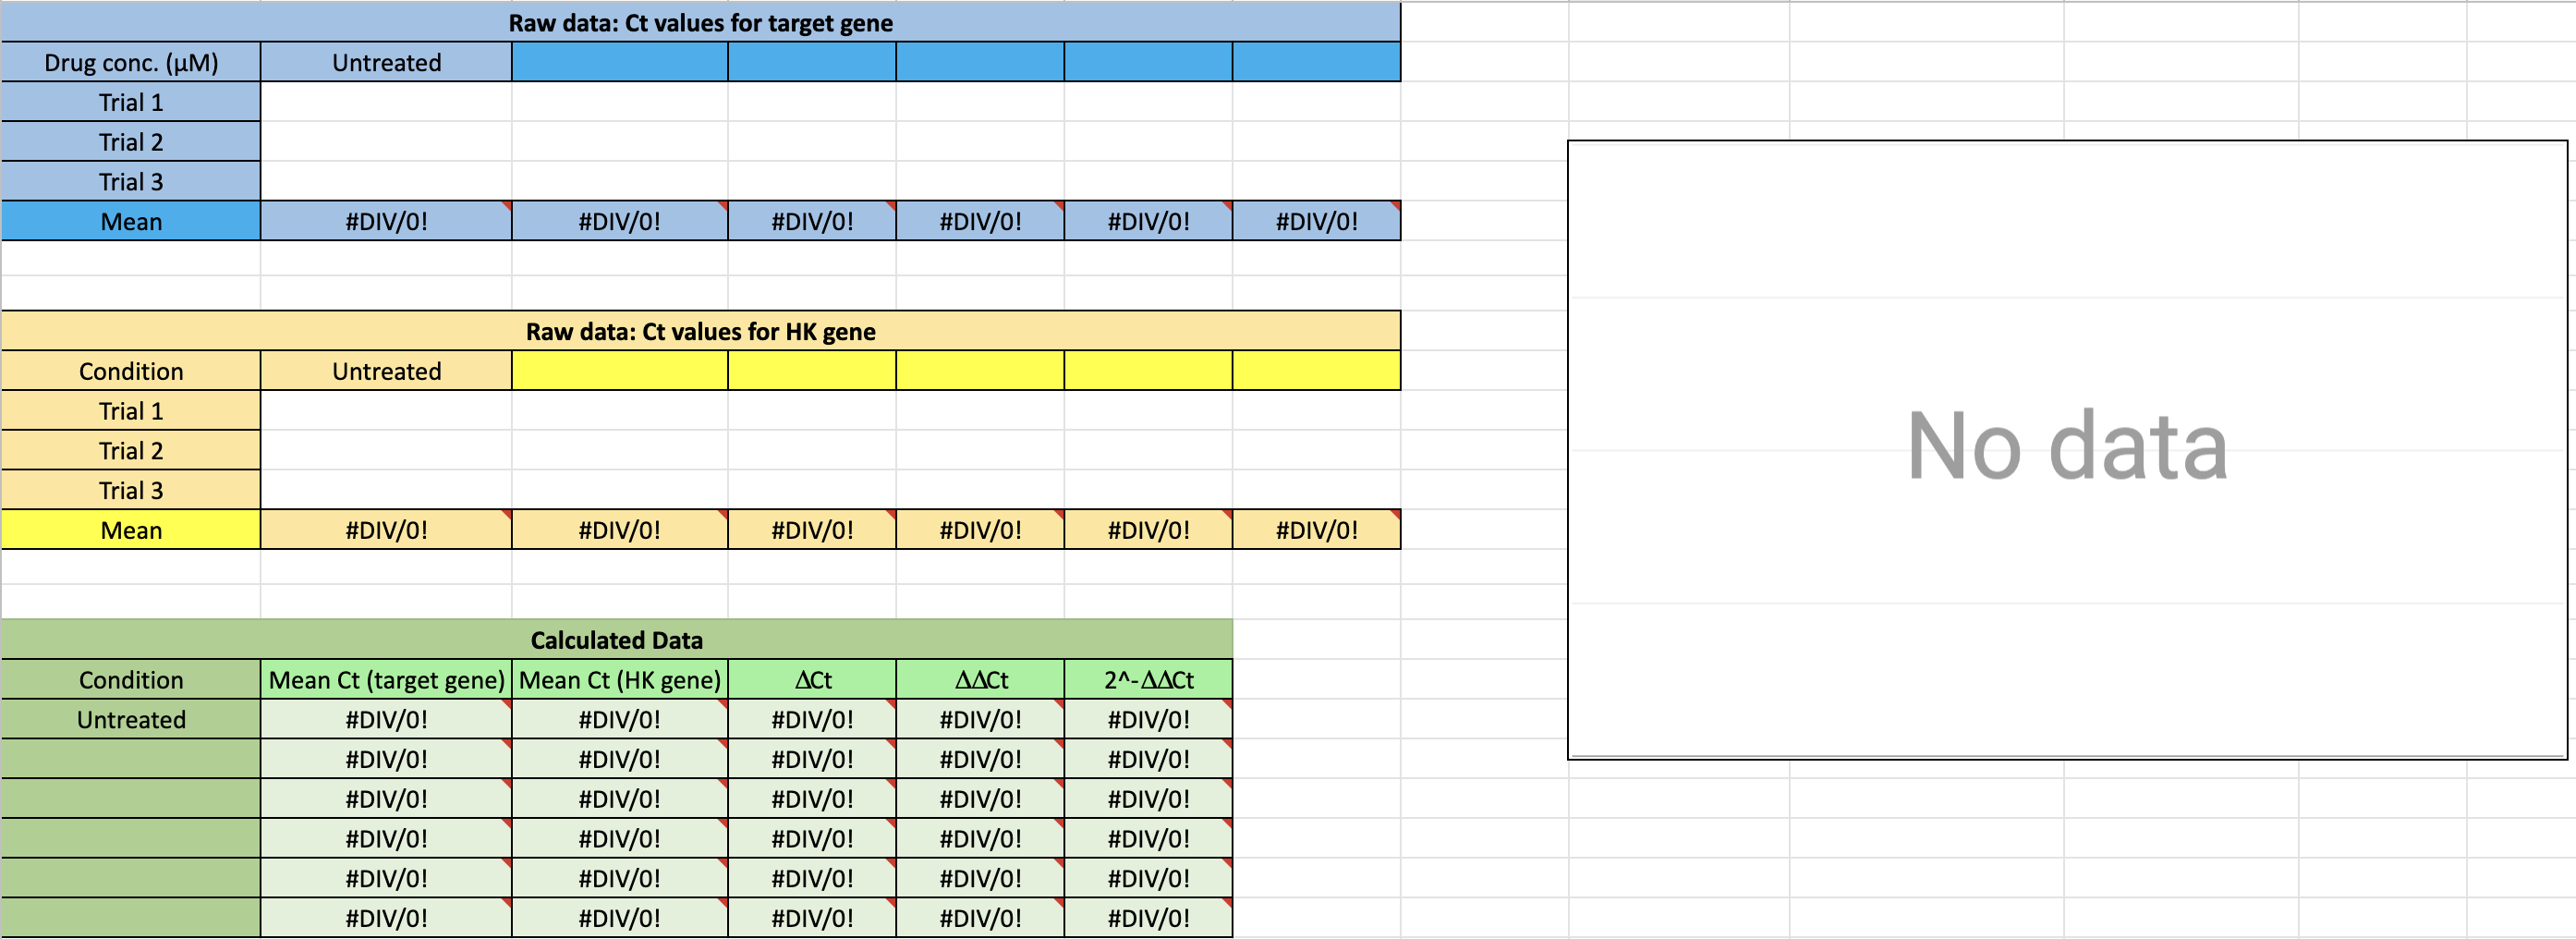 Raw data: Ct values for target gene
Drug conc. (µM) Untreated
Trial 1
Trial 2
Trial 3
Mean #DIV/0! #DIV/0! #DIV/0! #DIV/0! #DIV/0! #DIV/0!
Raw data: Ct values for HK gene
Condition Untreated
Trial 1
Trial 2
Trial 3
Mean #DIV/0! #DIV/0! #DIV/0! #DIV/0! #DIV/0! #DIV/0!
Calculated Data
Condition Mean Ct (target gene) Mean Ct (HK gene) ΔCt ΔΔCt 2^-ΔΔCt
Untreated #DIV/0! #DIV/0! #DIV/0! #DIV/0! #DIV/0!
#DIV/0! #DIV/0! #DIV/0! #DIV/0! #DIV/0!
#DIV/0! #DIV/0! #DIV/0! #DIV/0! #DIV/0!
#DIV/0! #DIV/0! #DIV/0! #DIV/0! #DIV/0!
#DIV/0! #DIV/0! #DIV/0! #DIV/0! #DIV/0!
#DIV/0! #DIV/0! #DIV/0! #DIV/0! #DIV/0!
No data